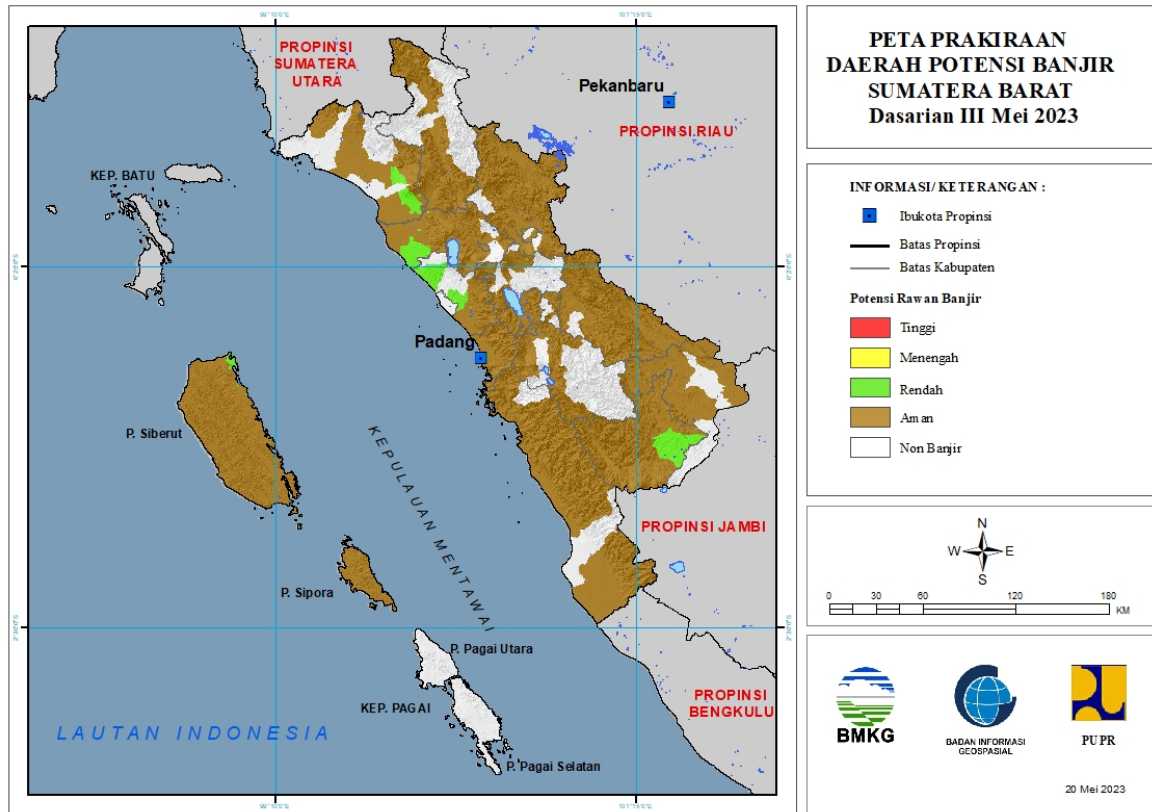 PETA PRAKIRAAN
DAERAH POTENSI BANJIR
SUMATERA BARAT
Dasarian III Mei 2023
INFORMASI/ KETERANGAN :
Ibukota Propinsi
Batas Propinsi
Batas Kabupaten
Potensi Rawan Banjir
Tinggi
Menengah
Rendah
Aman
Non Banjir
N
W
E
S
0
30
60
120
180
KM
BMKG
BADAN INFORMASI
GEOSPASIAL
PUPR
20 Mei 2023
PROPINSI
SUMATERA
UTARA
Pekanbaru
PROPINSI RIAU
KEP. BATU
Padang
P. Siberut
KEPULAUAN MENTAWAI
PROPINSI JAMBI
P. Sipora
P. Pagai Utara
KEP. PAGAI
PROPINSI
BENGKULU
LAUTAN INDONESIA
P. Pagai Selatan